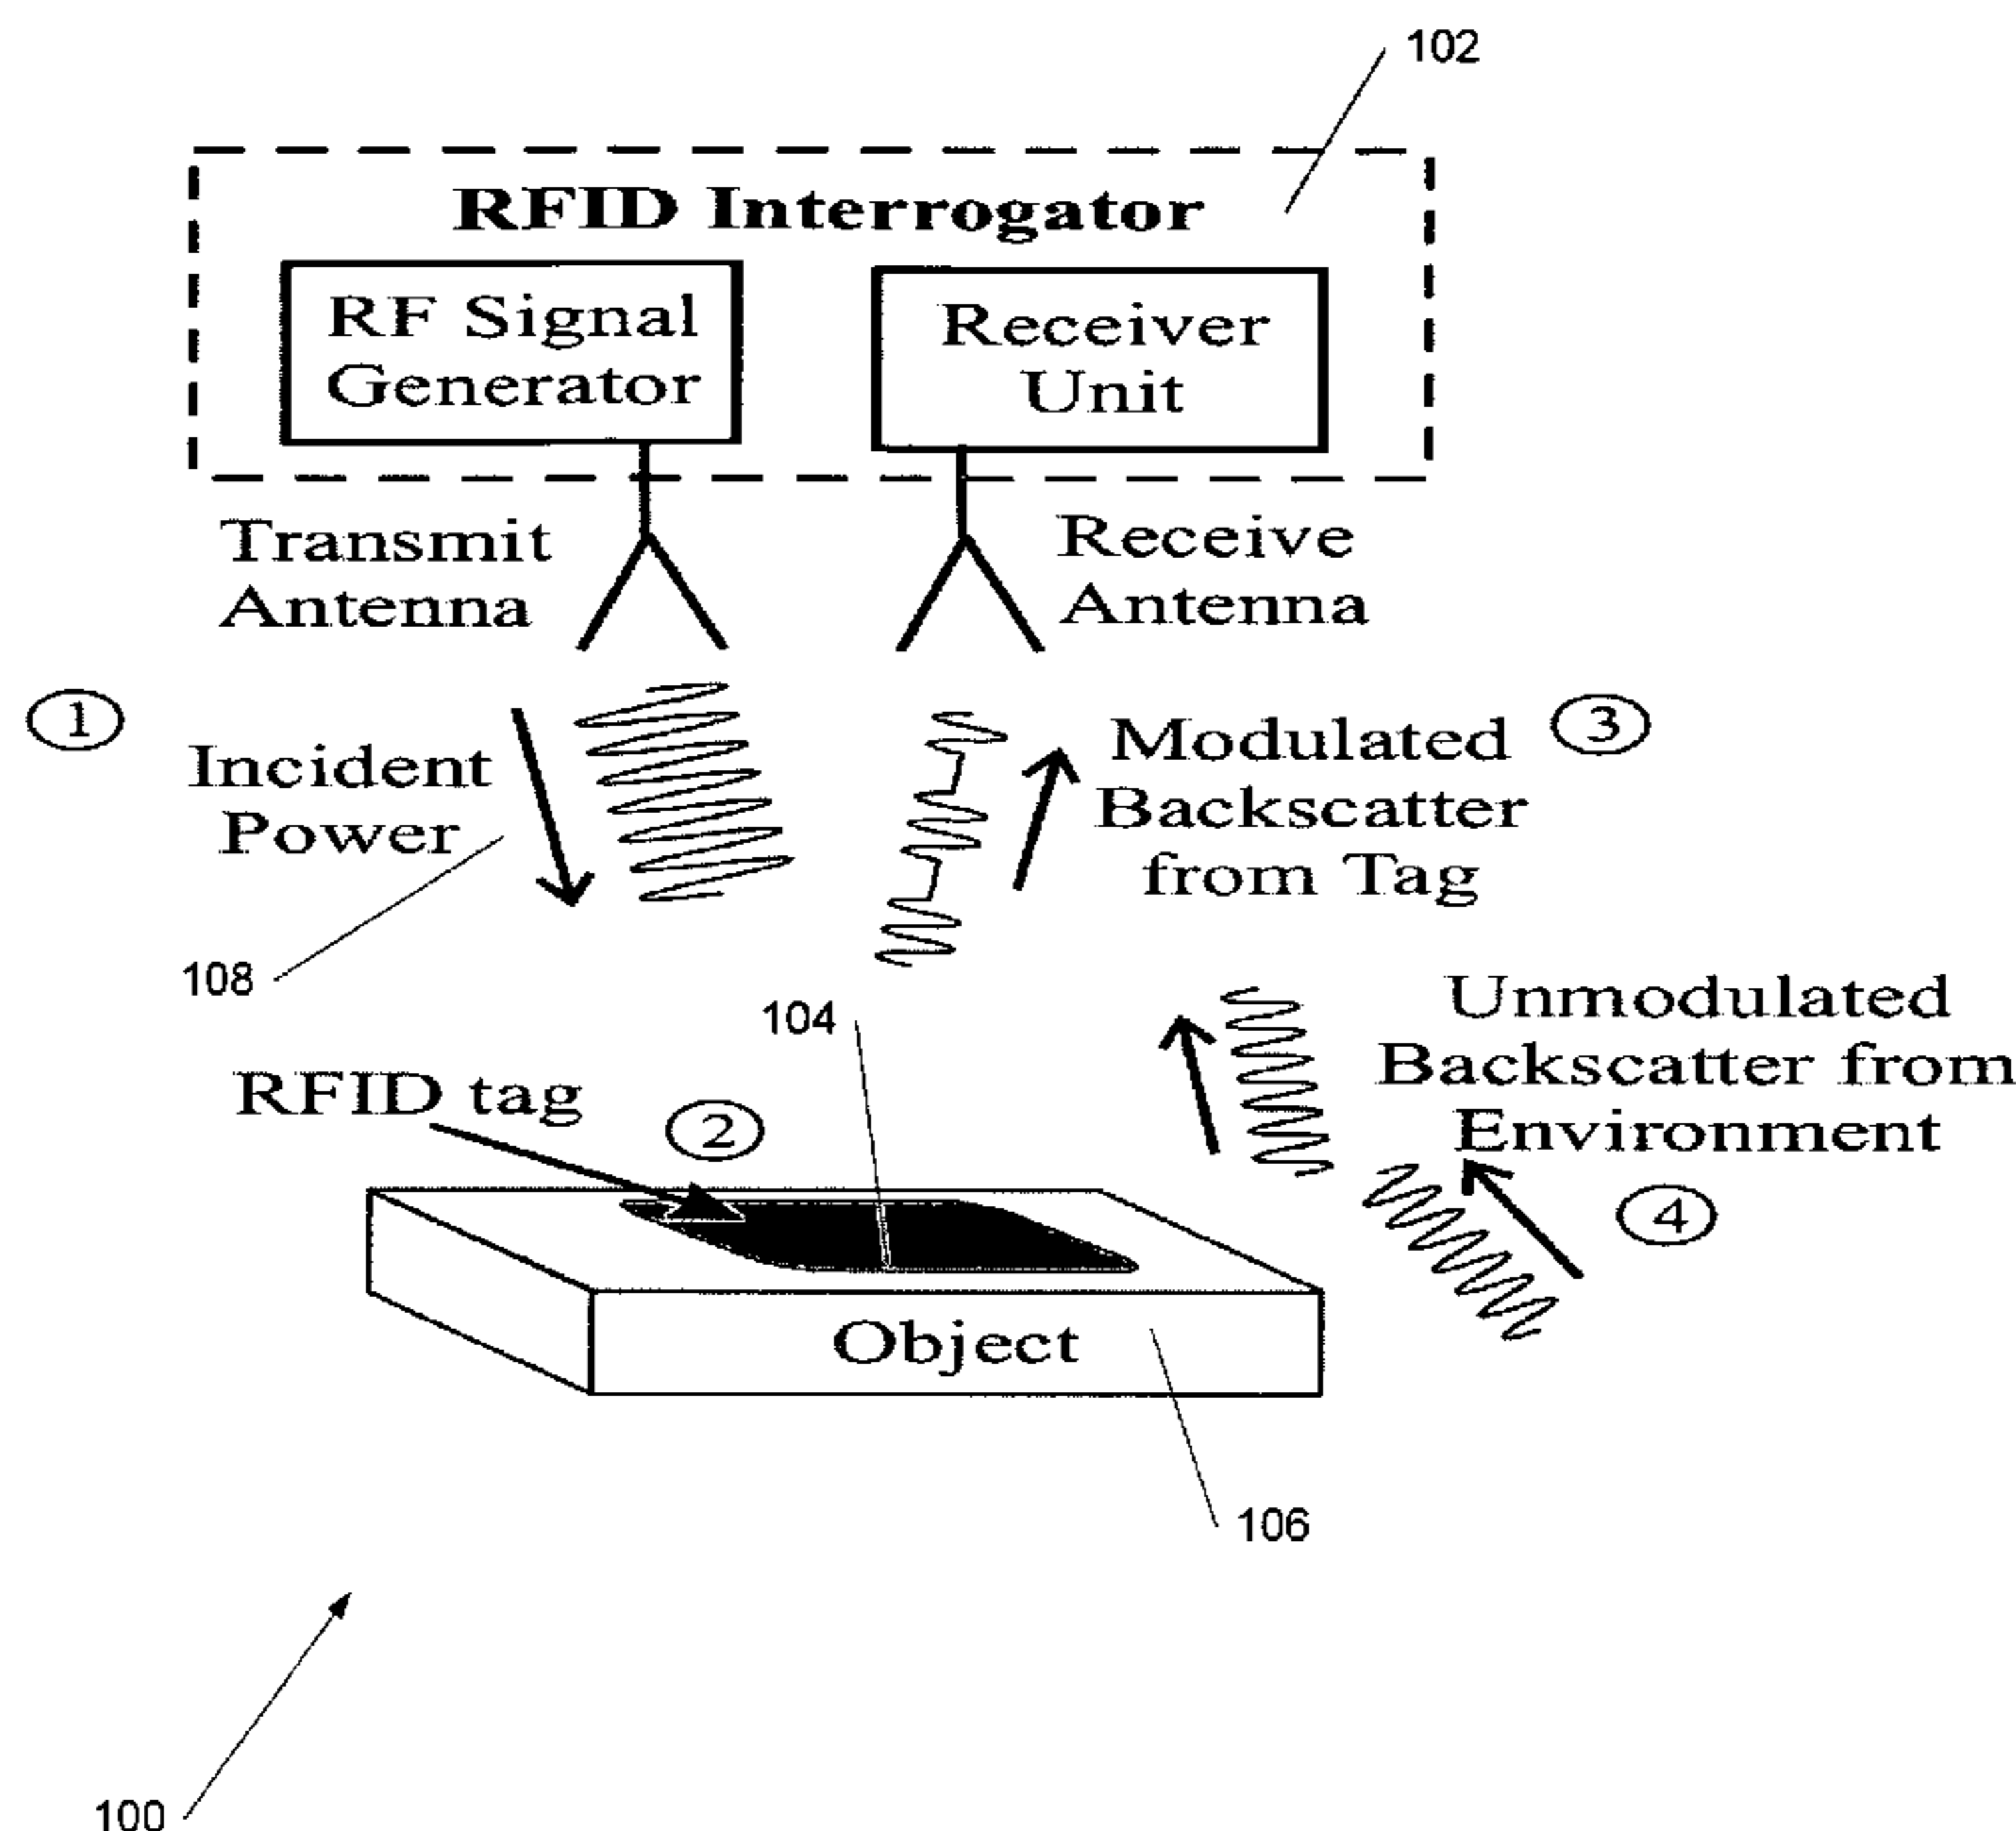 102
RFID Interrogator
RF Signal
Generator
Receiver
Unit
Transmit
Antenna
Receive
Antenna
1
Incident
Power
Modulated
Backscatter
from Tag
3
108
104
Unmodulated
Backscatter from
Environment
RFID tag
2
4
Object
106
100